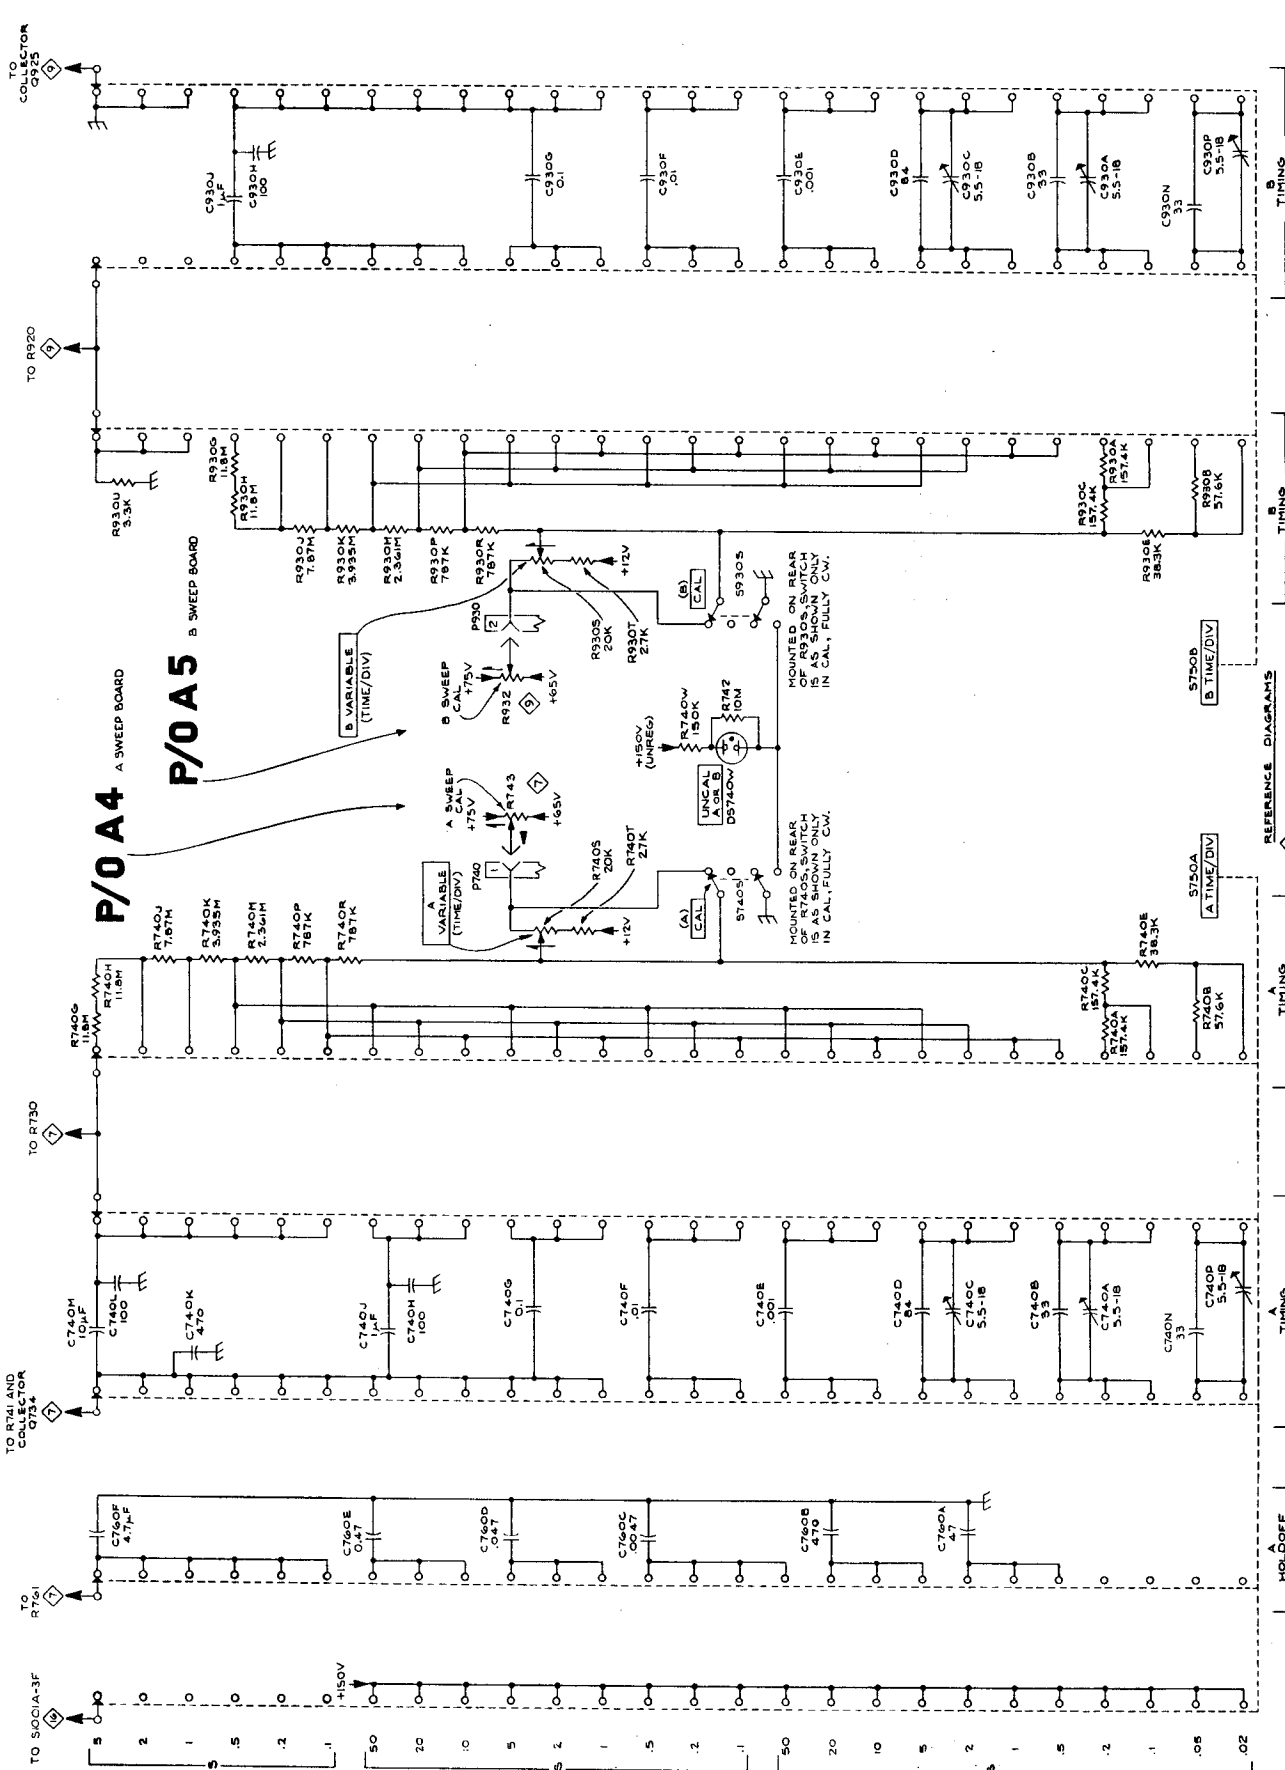 TO
COLLECTOR
Q925
9
C930J
1µF
C930H
100
C930G
0.1
C930F
.01
C930E
.001
C930D
84
C930C
5.5-18
C930B
33
C930A
5.5-18
C930N
33
C930P
5.5-18
B
TIMING
TO R920
9
R930U
3.3K
R930G
11.8M
R930H
11.8M
R930J
7.87M
R930K
3.935M
R930M
2.361M
R930P
787K
R930R
787K
R930C
157.4K
R930A
157.4K
R930E
38.3K
R930B
57.6K
B
TIMING
P/O A5 B SWEEP BOARD
P/O A4 A SWEEP BOARD
B VARIABLE
(TIME/DIV)
P930
2
B SWEEP
CAL
+75V
R932
9
+65V
R930S
20K
R930T
27K
+12V
(B)
CAL
S930S
MOUNTED ON REAR
OF R930S, SWITCH
IS AS SHOWN ONLY
IN CAL, FULLY CW.
S750B
B TIME/DIV
+150V
(UNREG)
R740W
150K
R742
10M
UNCAL
A OR B
DS740W
A SWEEP
CAL
+75V
R743
7
+65V
P740
1
A
VARIABLE
(TIME/DIV)
R740S
20K
R740T
27K
+12V
(A)
CAL
S740S
MOUNTED ON REAR
OF R740S, SWITCH
IS AS SHOWN ONLY
IN CAL, FULLY CW.
S750A
A TIME/DIV
REFERENCE DIAGRAMS
R740G
11.8M
R740H
11.8M
R740J
7.87M
R740K
3.935M
R740M
2.361M
R740P
787K
R740R
787K
R740C
157.4K
R740A
157.4K
R740E
38.3K
R740B
57.6K
A
TIMING
TO R730
7
C740M
10µF
C740L
100
C740K
470
C740J
1µF
C740H
100
C740G
0.1
C740F
.01
C740E
.001
C740D
84
C740C
5.5-18
C740B
33
C740A
5.5-18
C740N
33
C740P
5.5-18
A
TIMING
TO R741 AND
COLLECTOR
Q734
7
C760F
4.7µF
C760E
0.47
C760D
.047
C760C
.0047
C760B
470
C760A
47
A
HOLDOFF
TO
R761
7
TO S1001A-3F
+150V
5
2
1
.5
.2
.1
S
50
20
10
5
2
1
.5
.2
.1
S
50
20
10
5
2
1
.5
.2
.1
.05
.02
S